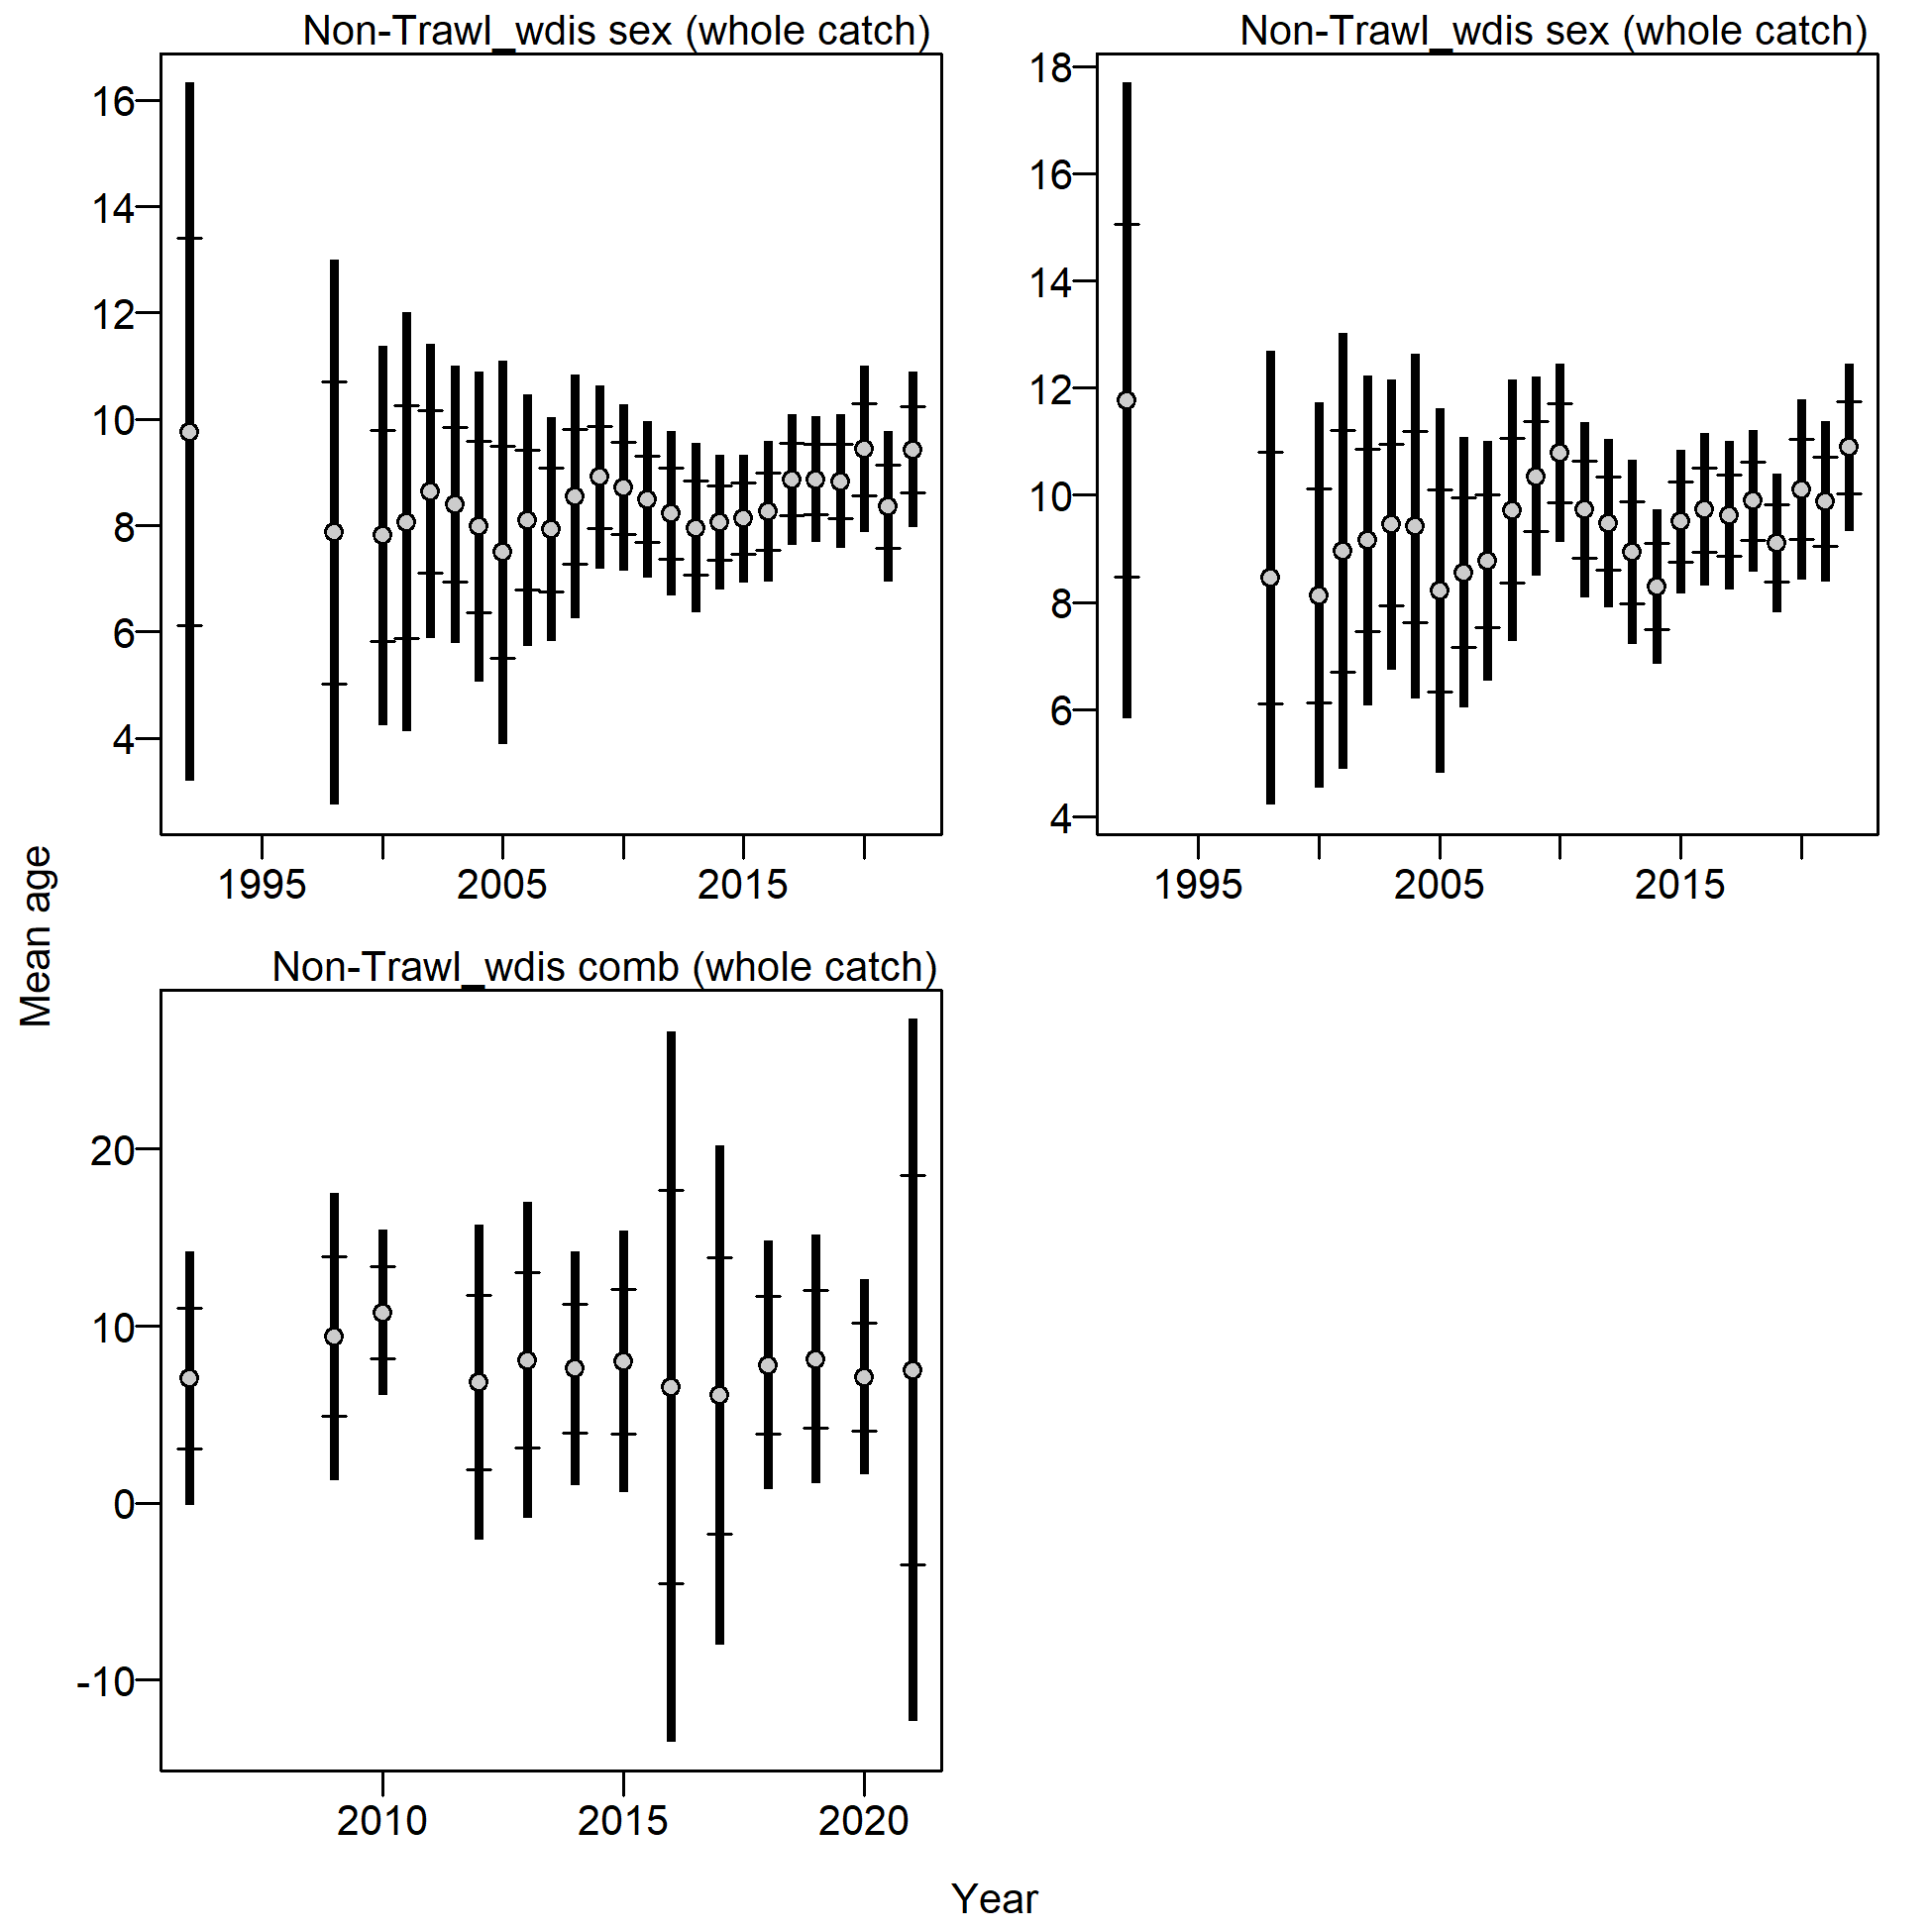 Non-Trawl_wdis sex (whole catch)
16
14
12
10
8
6
4
1995 2005 2015
Non-Trawl_wdis sex (whole catch)
18
16
14
12
10
8
6
4
1995 2005 2015
Non-Trawl_wdis comb (whole catch)
20
10
0
-10
2010 2015 2020
Mean age
Year